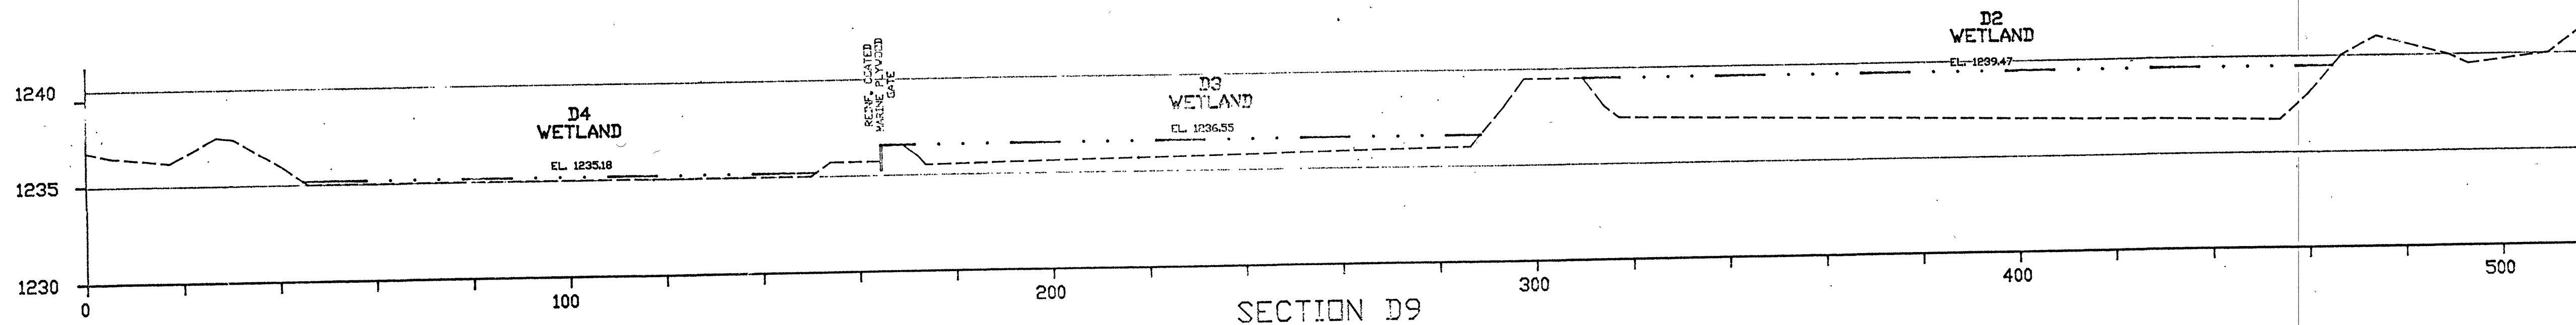 1240
1235
1230
D4
WETLAND
EL. 1235.18
REINF. COATED
MARINE PLYWOOD
GATE
D3
WETLAND
EL. 1236.55
D2
WETLAND
EL. 1239.47
0
100
200
300
400
500
SECTION D9